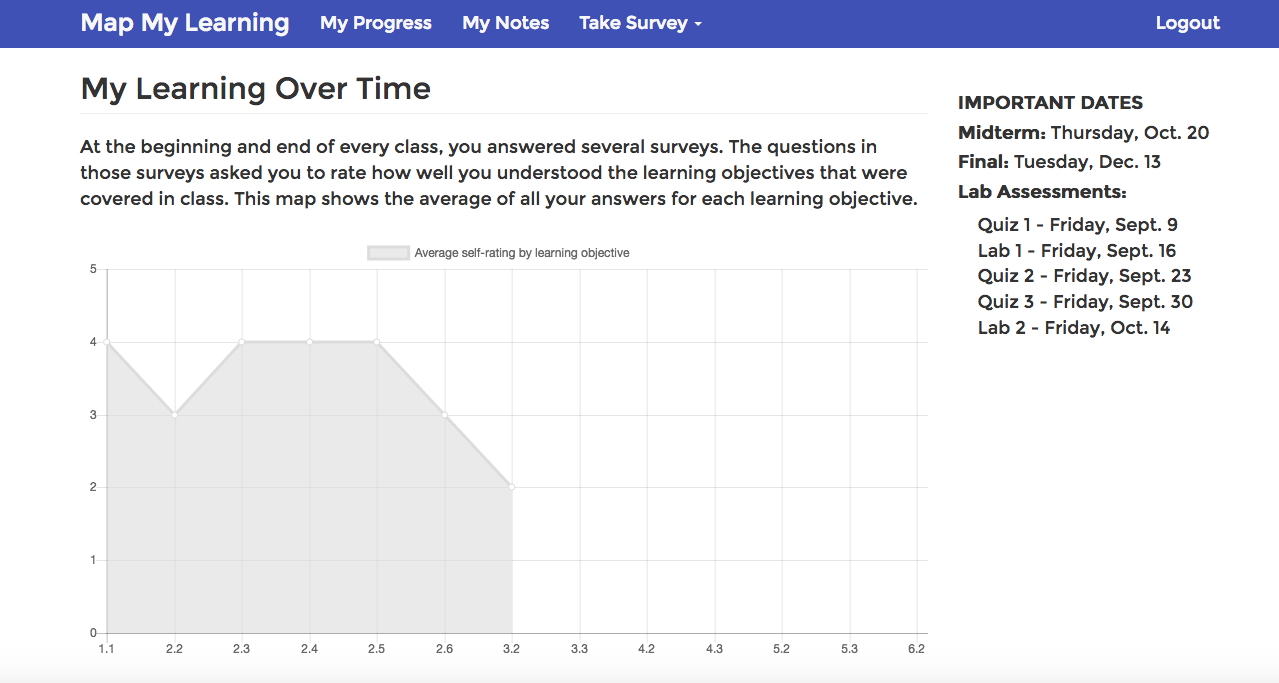 Map My Learning My Progress My Notes Take Survey Logout
My Learning Over Time
At the beginning and end of every class, you answered several surveys. The questions in
those surveys asked you to rate how well you understood the learning objectives that were
covered in class. This map shows the average of all your answers for each learning objective.
Average self-rating by learning objective
5
4
3
2
1
0
1.1 2.2 2.3 2.4 2.5 2.6 3.2 3.3 4.2 4.3 5.2 5.3 6.2
IMPORTANT DATES
Midterm: Thursday, Oct. 20
Final: Tuesday, Dec. 13
Lab Assessments:
Quiz 1 - Friday, Sept. 9
Lab 1 - Friday, Sept. 16
Quiz 2 - Friday, Sept. 23
Quiz 3 - Friday, Sept. 30
Lab 2 - Friday, Oct. 14